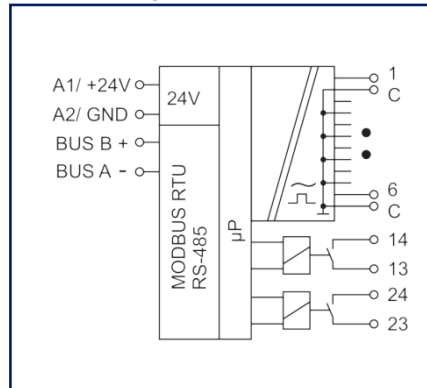 A1/ +24V
A2/ GND
BUS B +
BUS A -
24V
MODBUS RTU
RS-485
µP
1
C
6
C
14
13
24
23